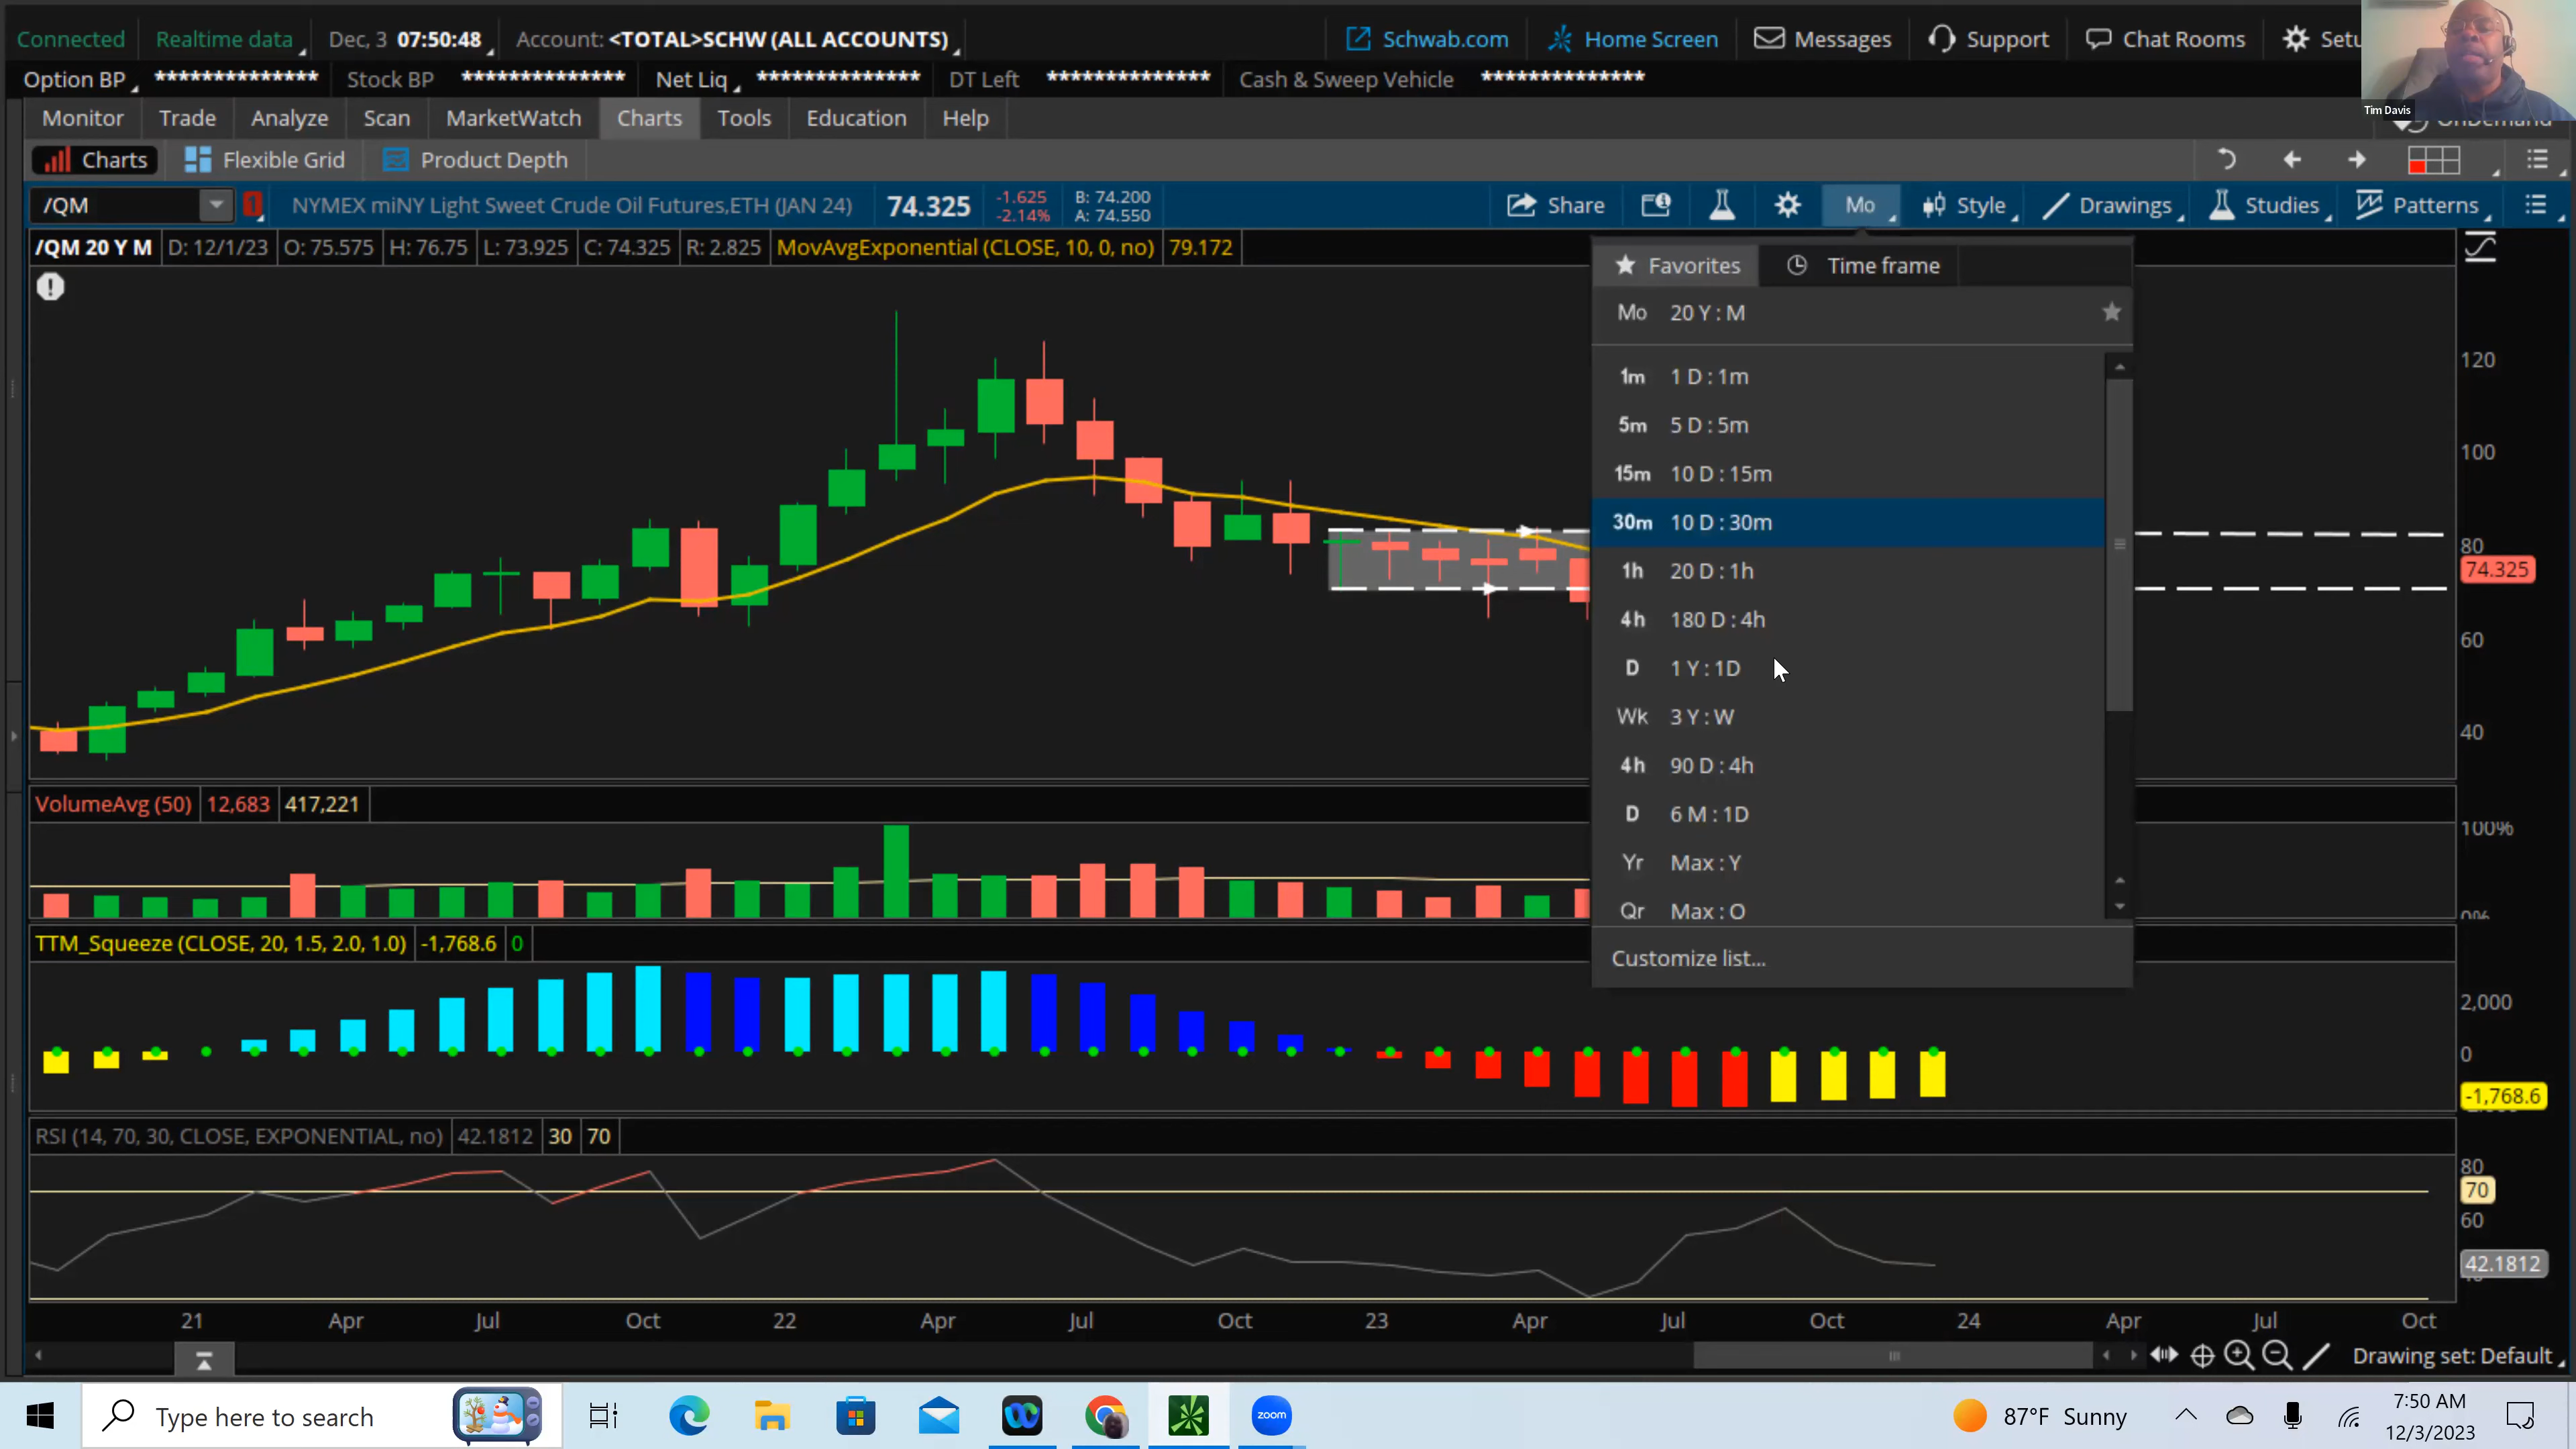 Connected Realtime data Dec, 3 07:50:48 Account: <TOTAL>SCHW (ALL ACCOUNTS) Schwab.com Home Screen Messages Support Chat Rooms
Option BP ************** Stock BP ************** Net Liq ************** DT Left ************** Cash & Sweep Vehicle **************
Tim Davis
Monitor Trade Analyze Scan MarketWatch Charts Tools Education Help
Charts Flexible Grid Product Depth
/QM 1 NYMEX miNY Light Sweet Crude Oil Futures,ETH (JAN 24) 74.325 -1.625 B: 74.200
-2.14% A: 74.550
Share Mo Style Drawings Studies Patterns
/QM 20 Y M D: 12/1/23 O: 75.575 H: 76.75 L: 73.925 C: 74.325 R: 2.825 MovAvgExponential (CLOSE, 10, 0, no) 79.172
Favorites Time frame
Mo 20 Y : M
1m 1 D : 1m
5m 5 D : 5m
15m 10 D : 15m
30m 10 D : 30m
1h 20 D : 1h
4h 180 D : 4h
D 1 Y : 1D
Wk 3 Y : W
4h 90 D : 4h
D 6 M : 1D
Yr Max : Y
Qr Max : Q
Customize list...
120
100
80
74.325
60
40
VolumeAvg (50) 12,683 417,221
100%
0%
TTM_Squeeze (CLOSE, 20, 1.5, 2.0, 1.0) -1,768.6 0
2,000
0
-1,768.6
RSI (14, 70, 30, CLOSE, EXPONENTIAL, no) 42.1812 30 70
80
70
60
42.1812
21 Apr Jul Oct 22 Apr Jul Oct 23 Apr Jul Oct 24 Apr Jul Oct
Drawing set: Default
Type here to search zoom 87°F Sunny 7:50 AM
12/3/2023